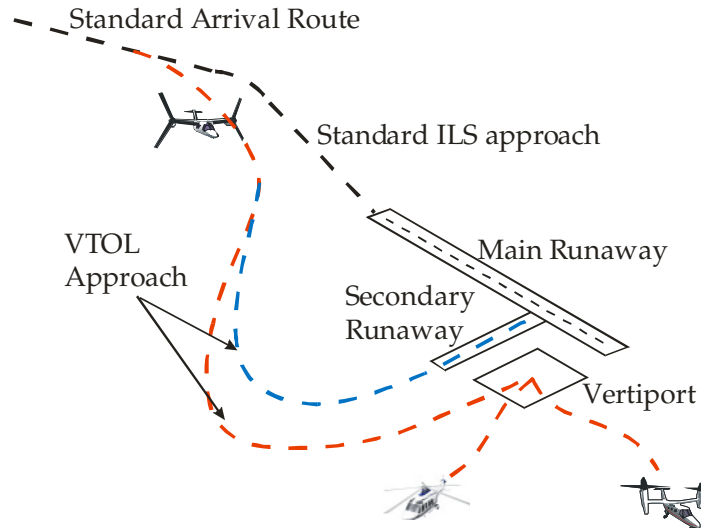 Standard Arrival Route
Standard ILS approach
Main Runaway
VTOL
Approach
Secondary
Runaway
Vertiport